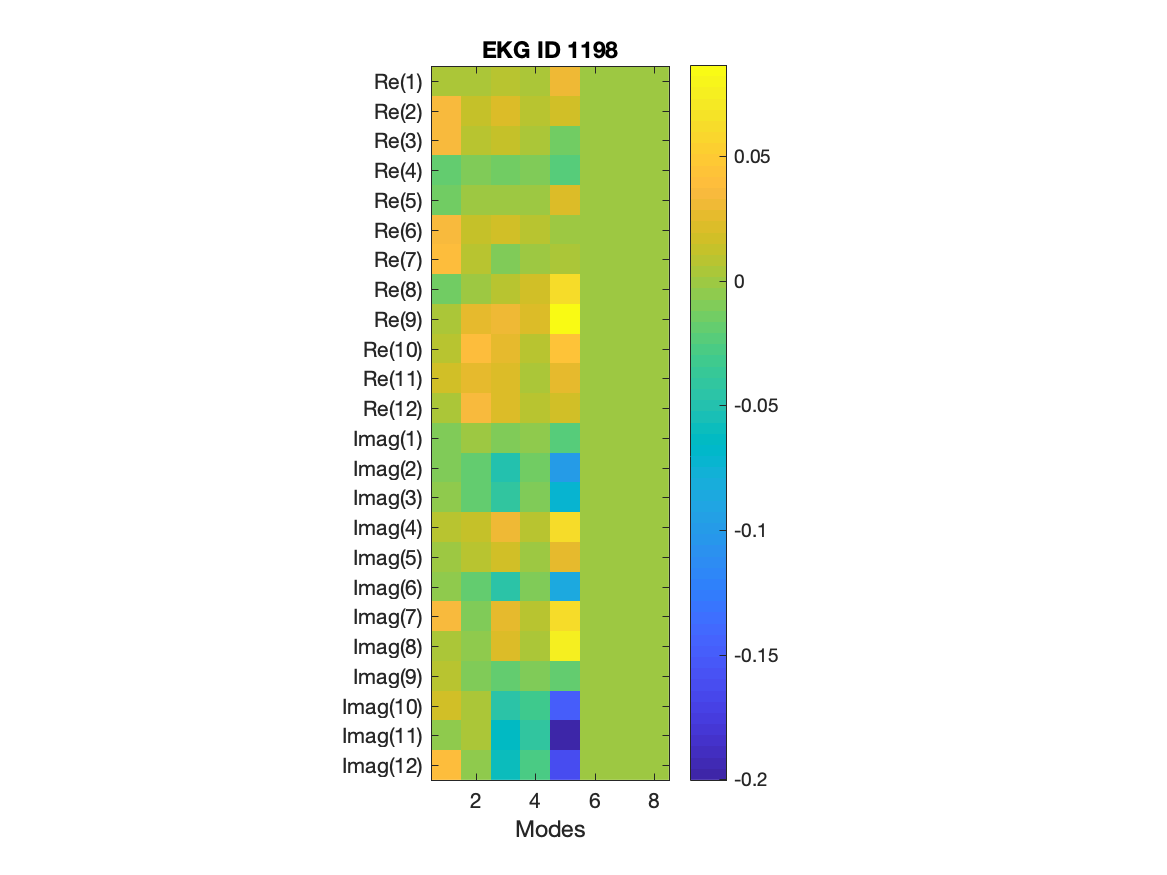 EKG ID 1198
Re(1)
Re(2)
Re(3)
Re(4)
Re(5)
Re(6)
Re(7)
Re(8)
Re(9)
Re(10)
Re(11)
Re(12)
Imag(1)
Imag(2)
Imag(3)
Imag(4)
Imag(5)
Imag(6)
Imag(7)
Imag(8)
Imag(9)
Imag(10)
Imag(11)
Imag(12)
2 4 6 8
Modes
0.05
0
-0.05
-0.1
-0.15
-0.2